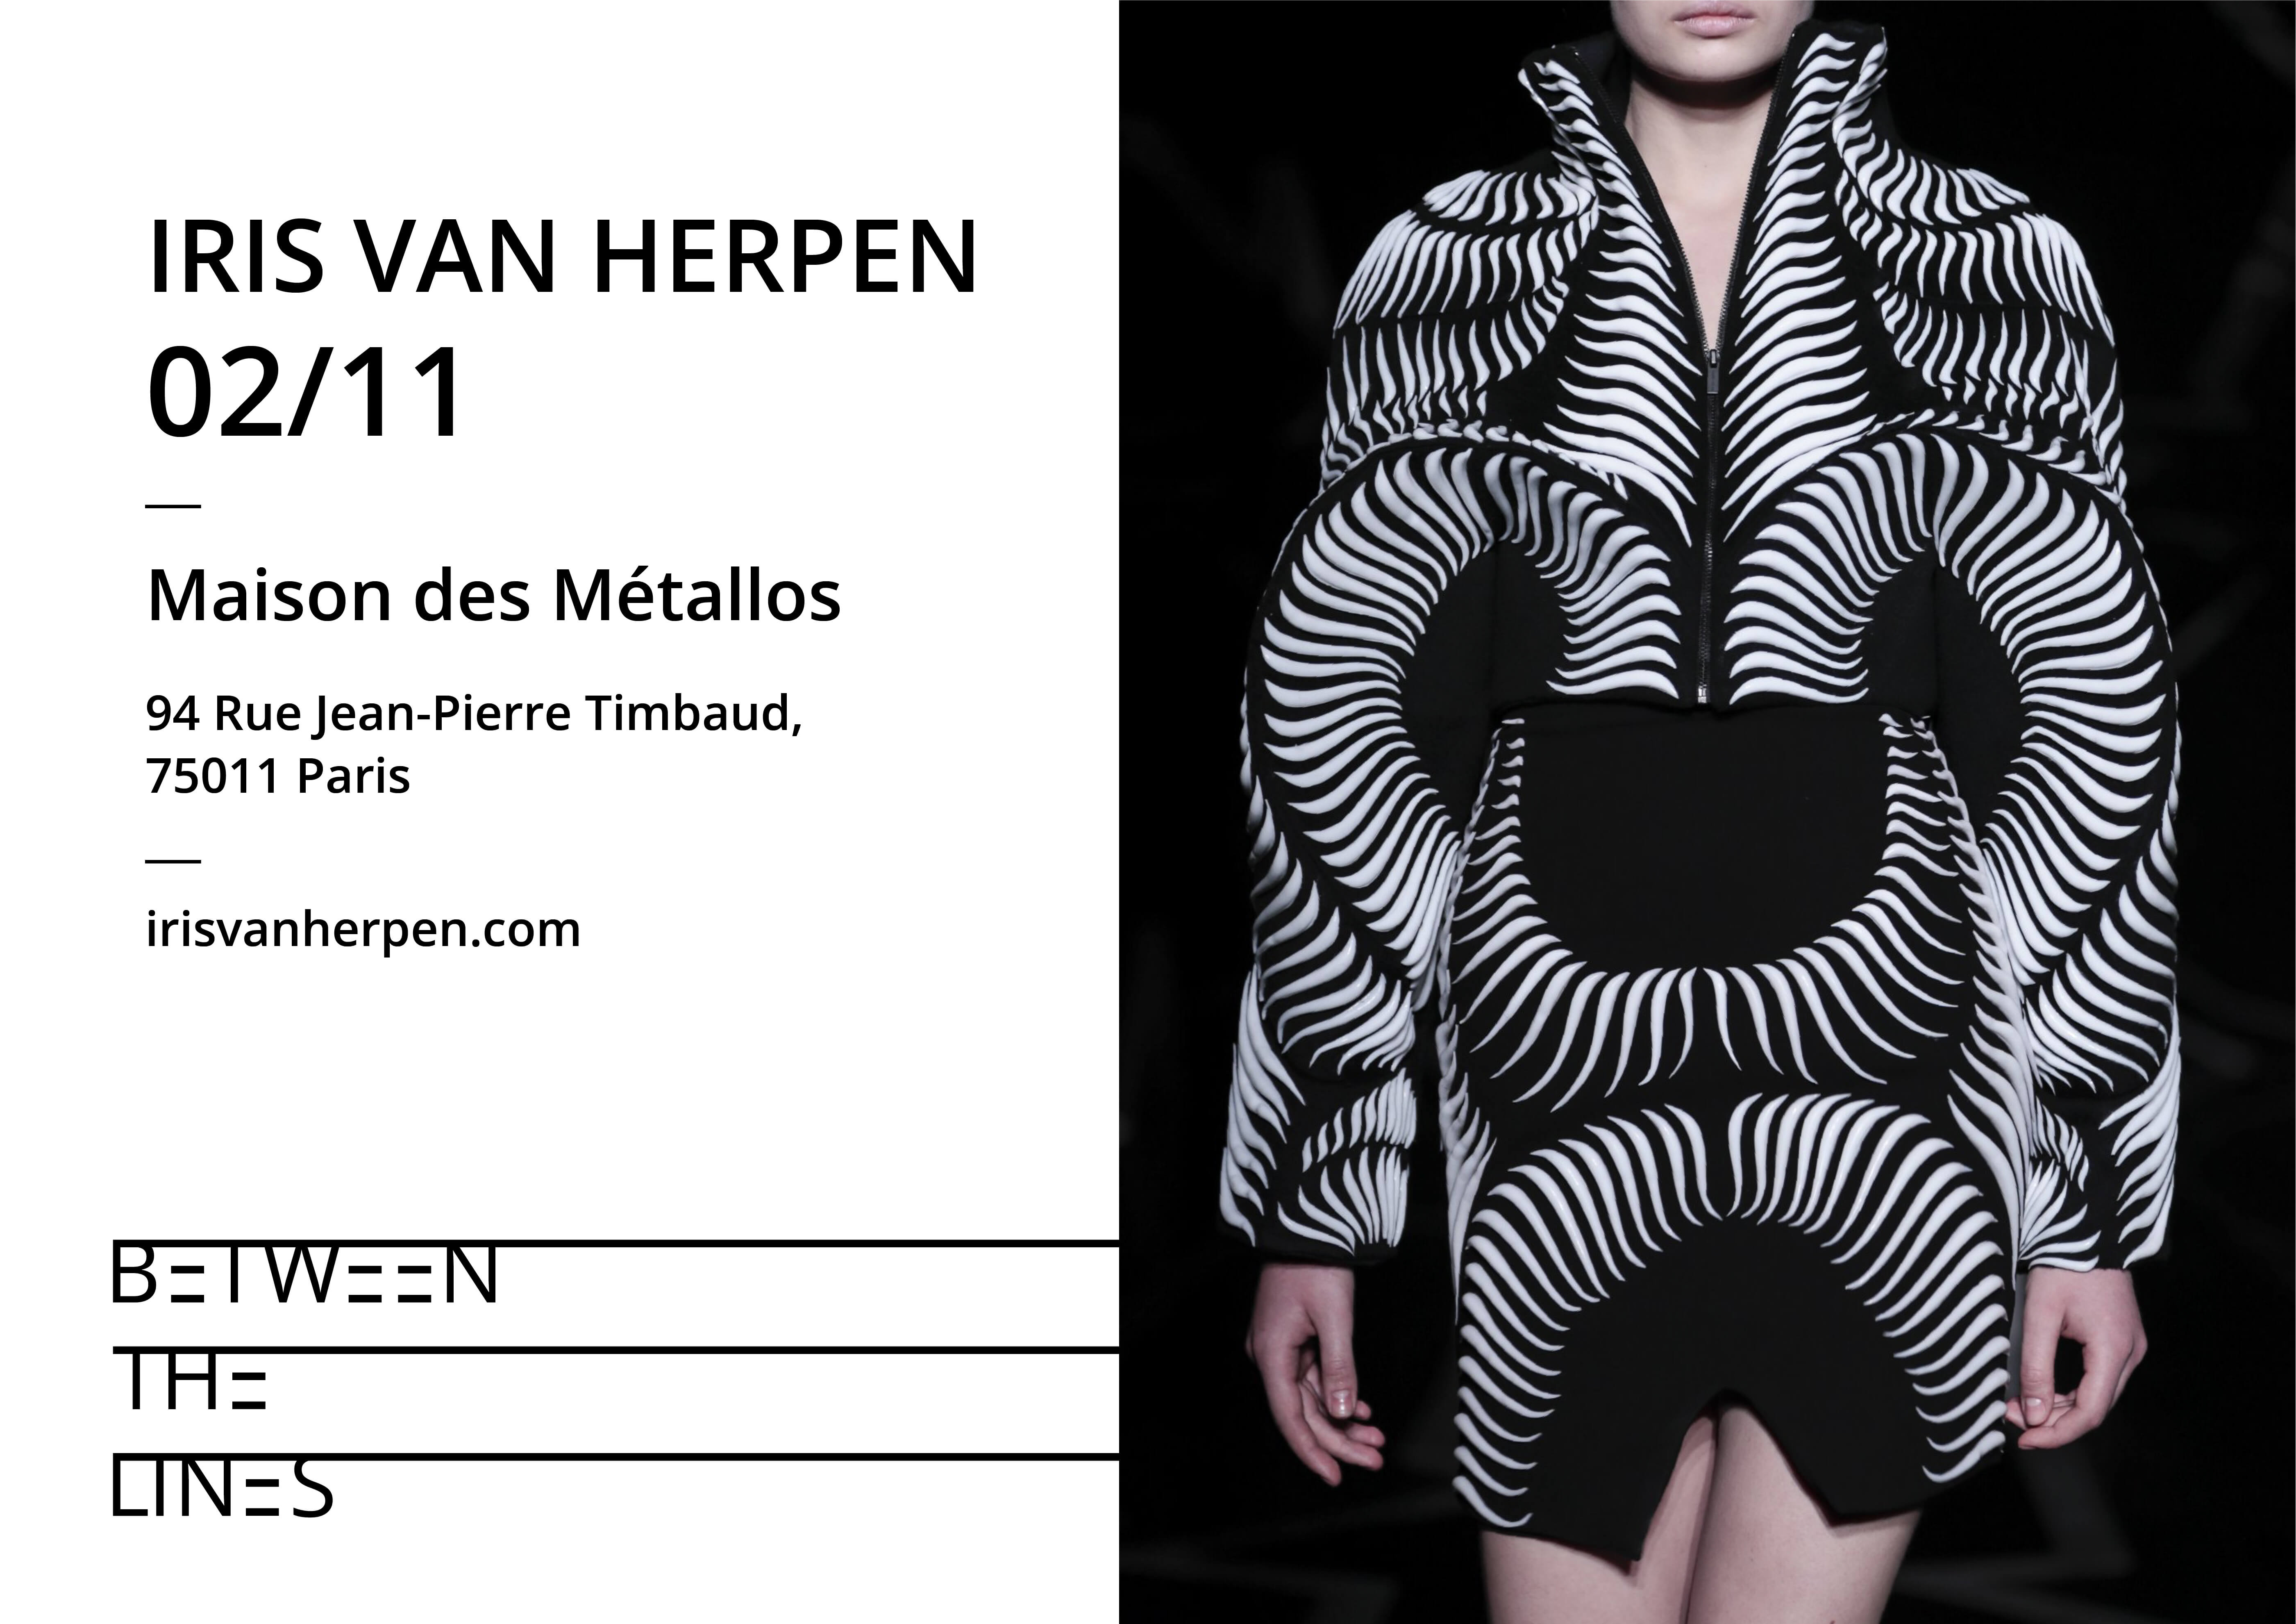 IRIS VAN HERPEN
02/11
Maison des Métallos
94 Rue Jean-Pierre Timbaud,
75011 Paris
irisvanherpen.com
BETWEEN
THE
LINES